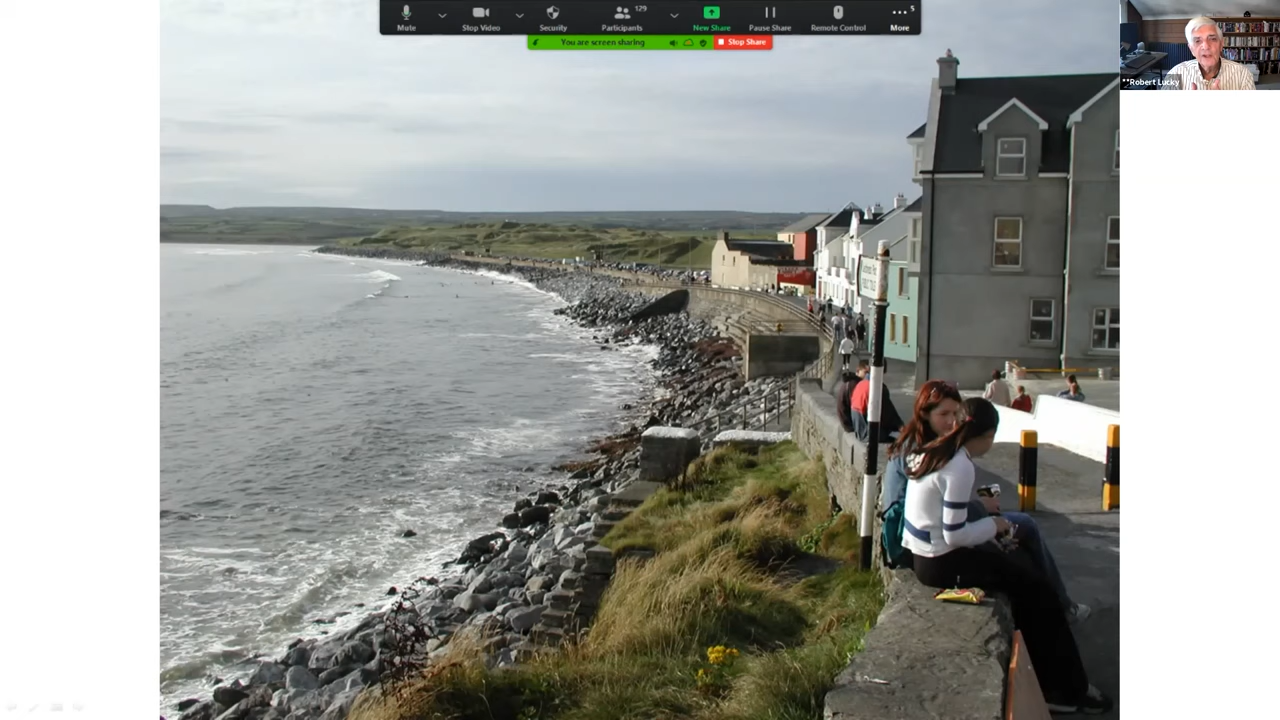 129
5
Mute
Stop Video
Security
Participants
New Share
Pause Share
Remote Control
More
You are screen sharing
Stop Share
**Robert Lucky